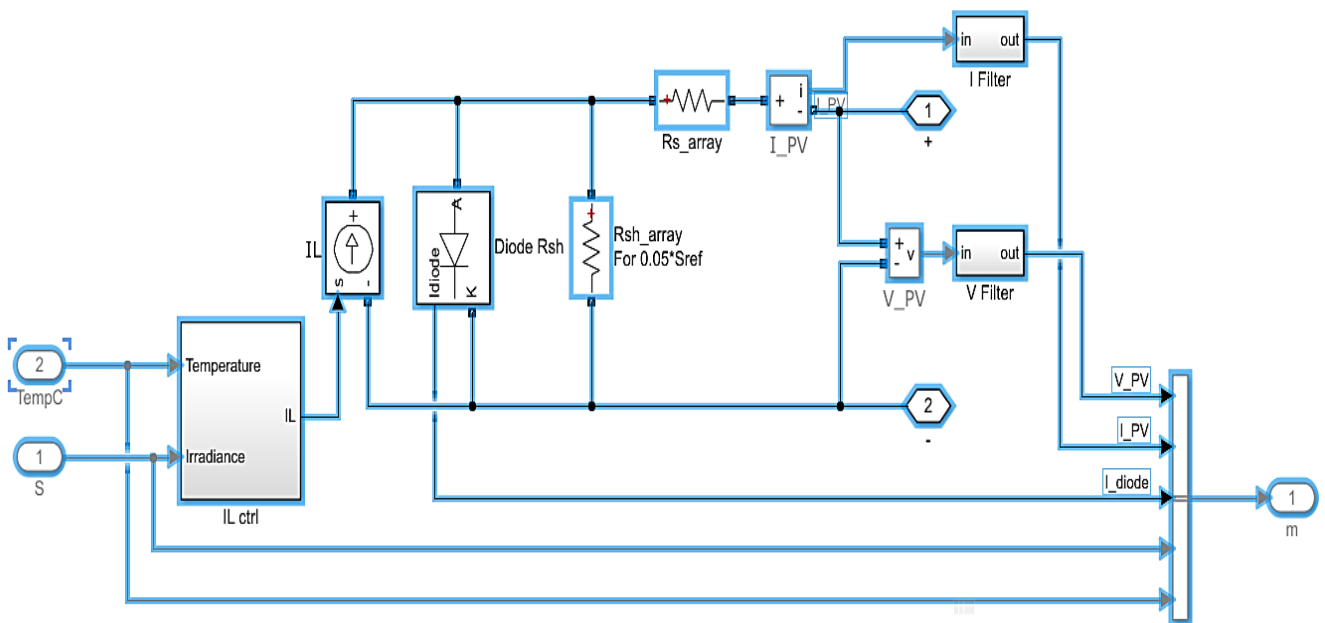 in out
I Filter
+
Rs_array
+ i
-
I_PV
I_PV
1
+
+
s -
IL
A
Idiode
K
Diode Rsh
+
Rsh_array
For 0.05*Sref
+
-
v
V_PV
in out
V Filter
2
TempC
Temperature
IL
Irradiance
IL ctrl
1
S
2
-
V_PV
I_PV
I_diode
1
m